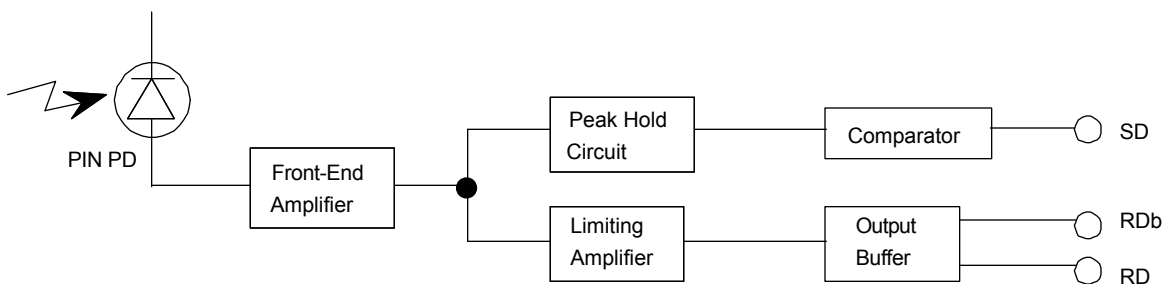 PIN PD
Front-End
Amplifier
Peak Hold
Circuit
Comparator
SD
Limiting
Amplifier
Output
Buffer
RDb
RD